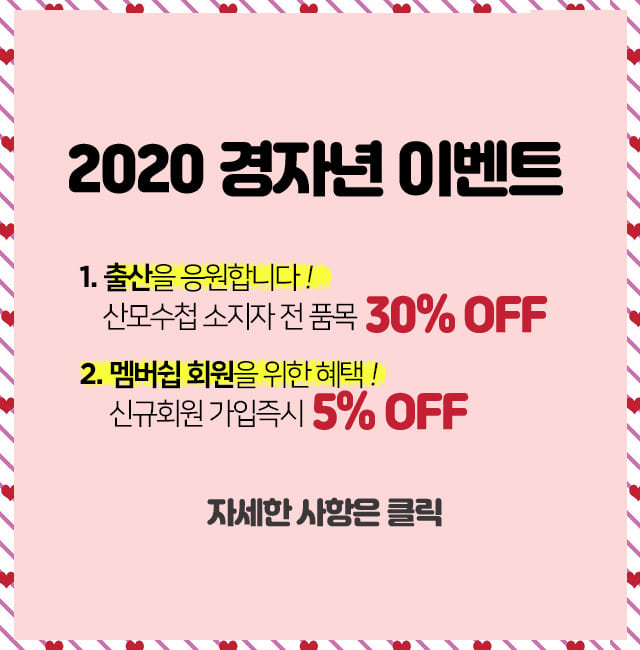 2020 경자년 이벤트
1. 출산을 응원합니다!
산모수첩 소지자 전 품목 30% OFF
2. 멤버쉽 회원을 위한 혜택!
신규회원 가입즉시 5% OFF
자세한 사항은 클릭